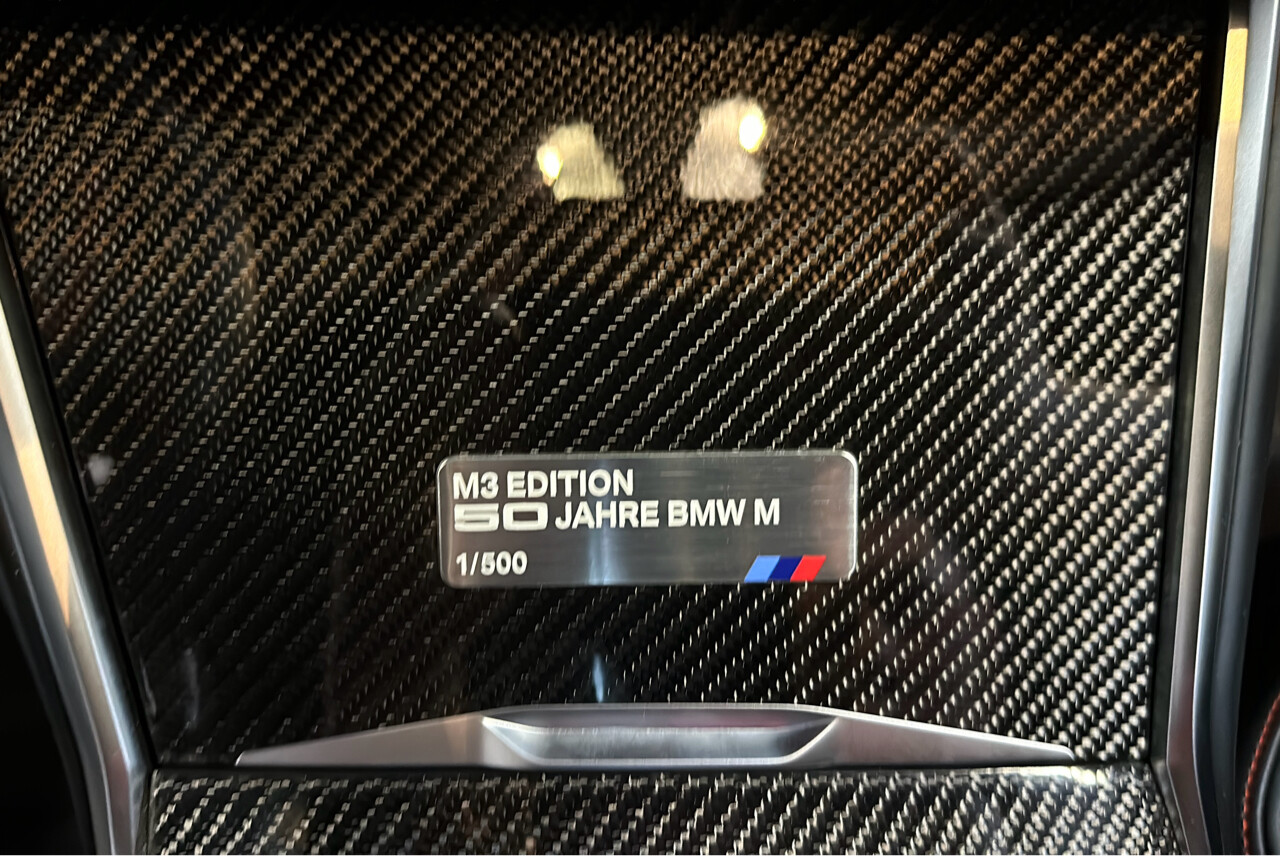 M3 EDITION
50 JAHRE BMW M
1/500